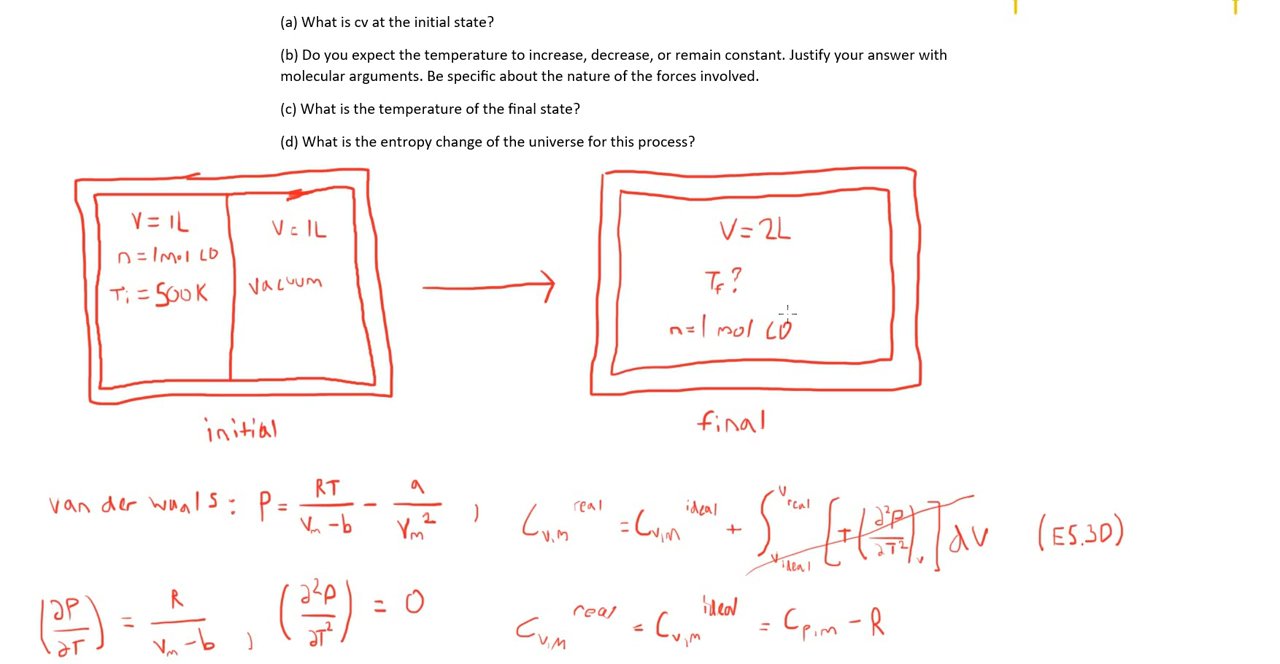 (a) What is cv at the initial state?
(b) Do you expect the temperature to increase, decrease, or remain constant. Justify your answer with
molecular arguments. Be specific about the nature of the forces involved.
(c) What is the temperature of the final state?
(d) What is the entropy change of the universe for this process?
V = 1L
n = 1 mol CO
Ti = 500K
V = 1L
Vacuum
initial
V = 2L
Tf ?
n = 1 mol CO
final
van der waals : P = RT/(Vm - b) - a/Vm² , Cv,m^real = Cv,m^ideal + ∫_{Videal}^{Vreal} [T(∂²P/∂T²)_v] dV (E5.3D)
(∂P/∂T) = R/(Vm - b) , (∂²P/∂T²) = 0
Cv,m^real = Cv,m^ideal = Cp,m - R